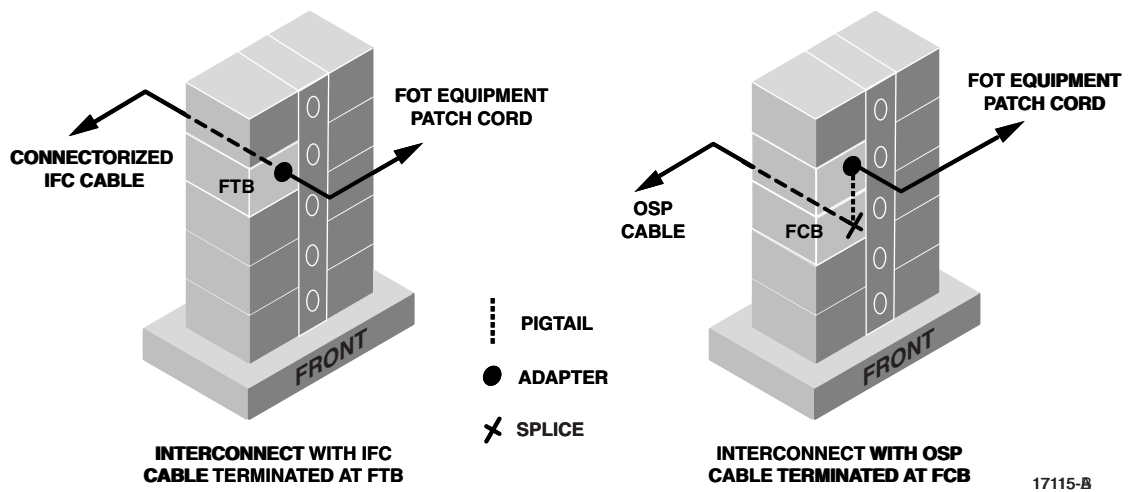 FOT EQUIPMENT
PATCH CORD
CONNECTORIZED
IFC CABLE
FTB
FRONT
INTERCONNECT WITH IFC
CABLE TERMINATED AT FTB
PIGTAIL
ADAPTER
SPLICE
FOT EQUIPMENT
PATCH CORD
OSP
CABLE
FCB
FRONT
INTERCONNECT WITH OSP
CABLE TERMINATED AT FCB
17115-B